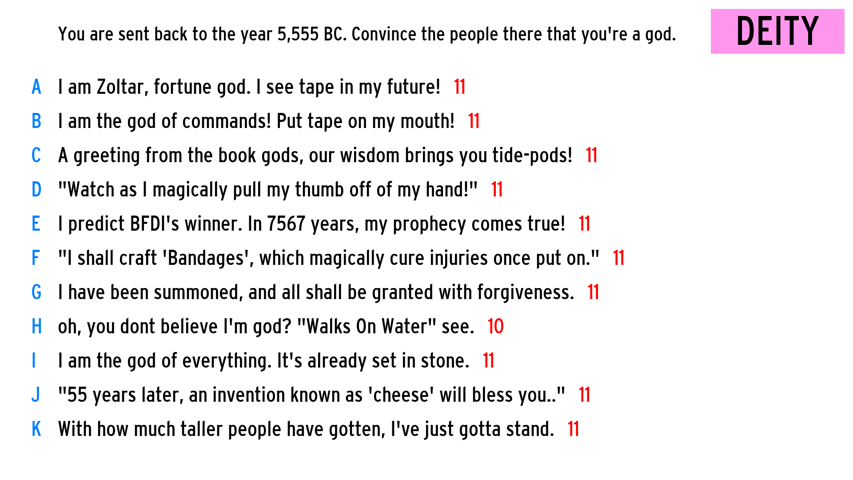 You are sent back to the year 5,555 BC. Convince the people there that you're a god.
DEITY
A I am Zoltar, fortune god. I see tape in my future! 11
B I am the god of commands! Put tape on my mouth! 11
C A greeting from the book gods, our wisdom brings you tide-pods! 11
D "Watch as I magically pull my thumb off of my hand!" 11
E I predict BFDI's winner. In 7567 years, my prophecy comes true! 11
F "I shall craft 'Bandages', which magically cure injuries once put on." 11
G I have been summoned, and all shall be granted with forgiveness. 11
H oh, you dont believe I'm god? "Walks On Water" see. 10
I I am the god of everything. It's already set in stone. 11
J "55 years later, an invention known as 'cheese' will bless you.." 11
K With how much taller people have gotten, I've just gotta stand. 11